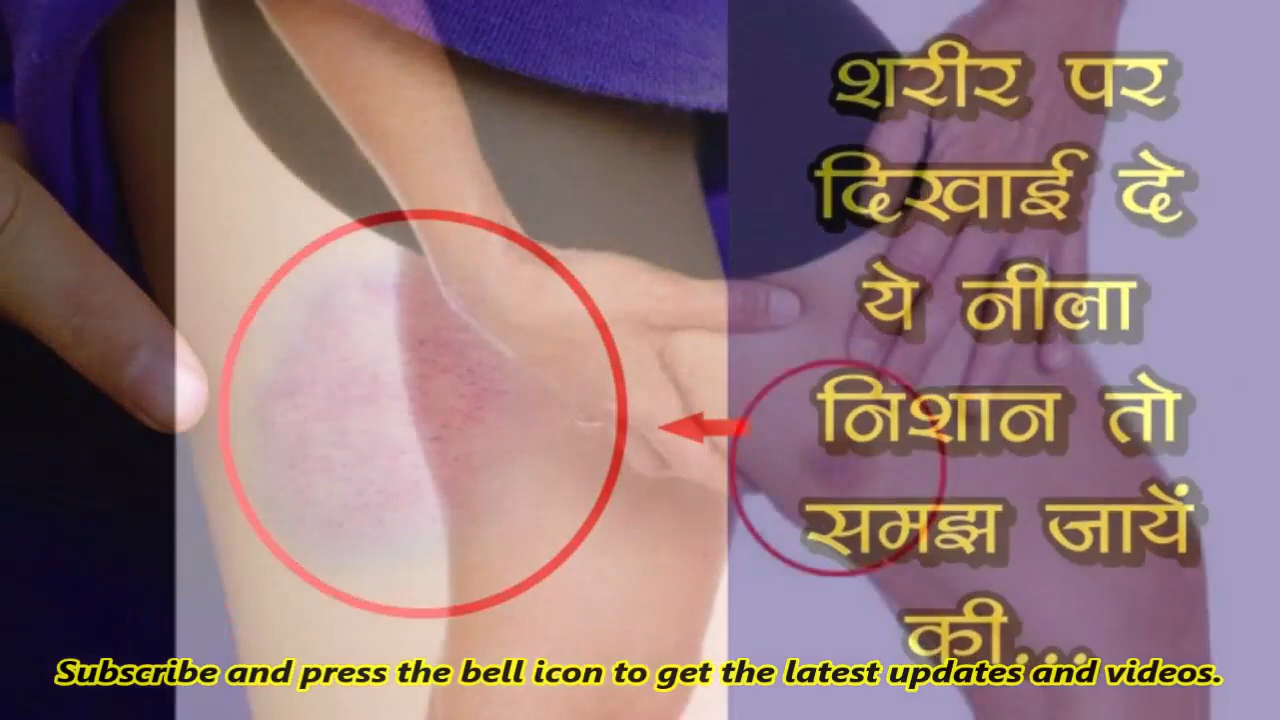 शरीर पर
दिखाई दे
ये नीला
निशान तो
समझ जायें
की...
Subscribe and press the bell icon to get the latest updates and videos.